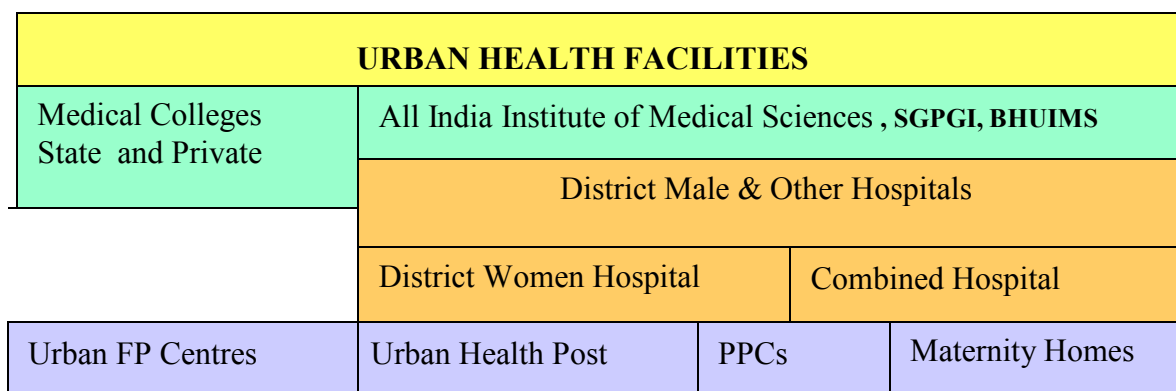 URBAN HEALTH FACILITIES
Medical Colleges
State and Private
All India Institute of Medical Sciences , SGPGI, BHUIMS
District Male & Other Hospitals
District Women Hospital
Combined Hospital
Urban FP Centres
Urban Health Post
PPCs
Maternity Homes